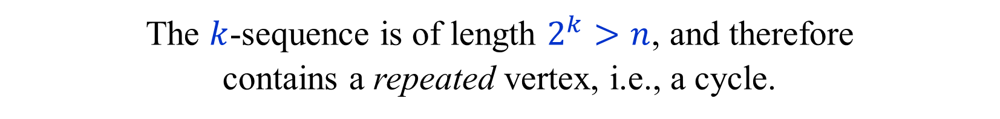 The k-sequence is of length 2^k > n, and therefore
contains a repeated vertex, i.e., a cycle.